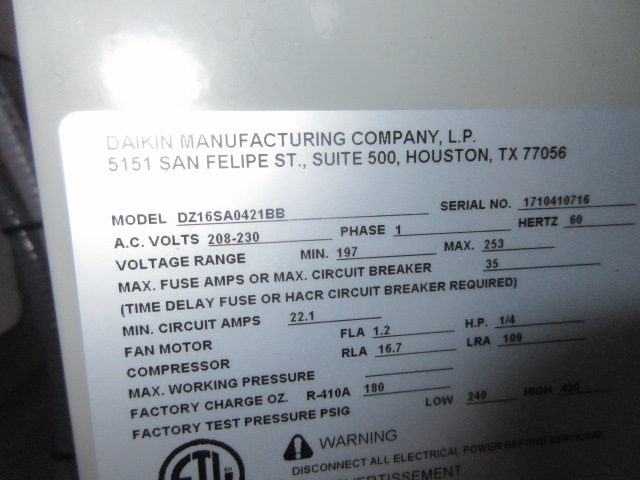 DAIKIN MANUFACTURING COMPANY, L.P.
5151 SAN FELIPE ST., SUITE 500, HOUSTON, TX 77056
MODEL DZ16SA0421BB SERIAL NO. 1710410716
A.C. VOLTS 208-230 PHASE 1 HERTZ 60
VOLTAGE RANGE MIN. 197 MAX. 253
MAX. FUSE AMPS OR MAX. CIRCUIT BREAKER 35
(TIME DELAY FUSE OR HACR CIRCUIT BREAKER REQUIRED)
MIN. CIRCUIT AMPS 22.1
FAN MOTOR FLA 1.2 H.P. 1/4
COMPRESSOR RLA 16.7 LRA 109
MAX. WORKING PRESSURE
FACTORY CHARGE OZ. R-410A 180
FACTORY TEST PRESSURE PSIG LOW 240 HIGH 450
WARNING
DISCONNECT ALL ELECTRICAL POWER BEFORE SERVICING.
ETL